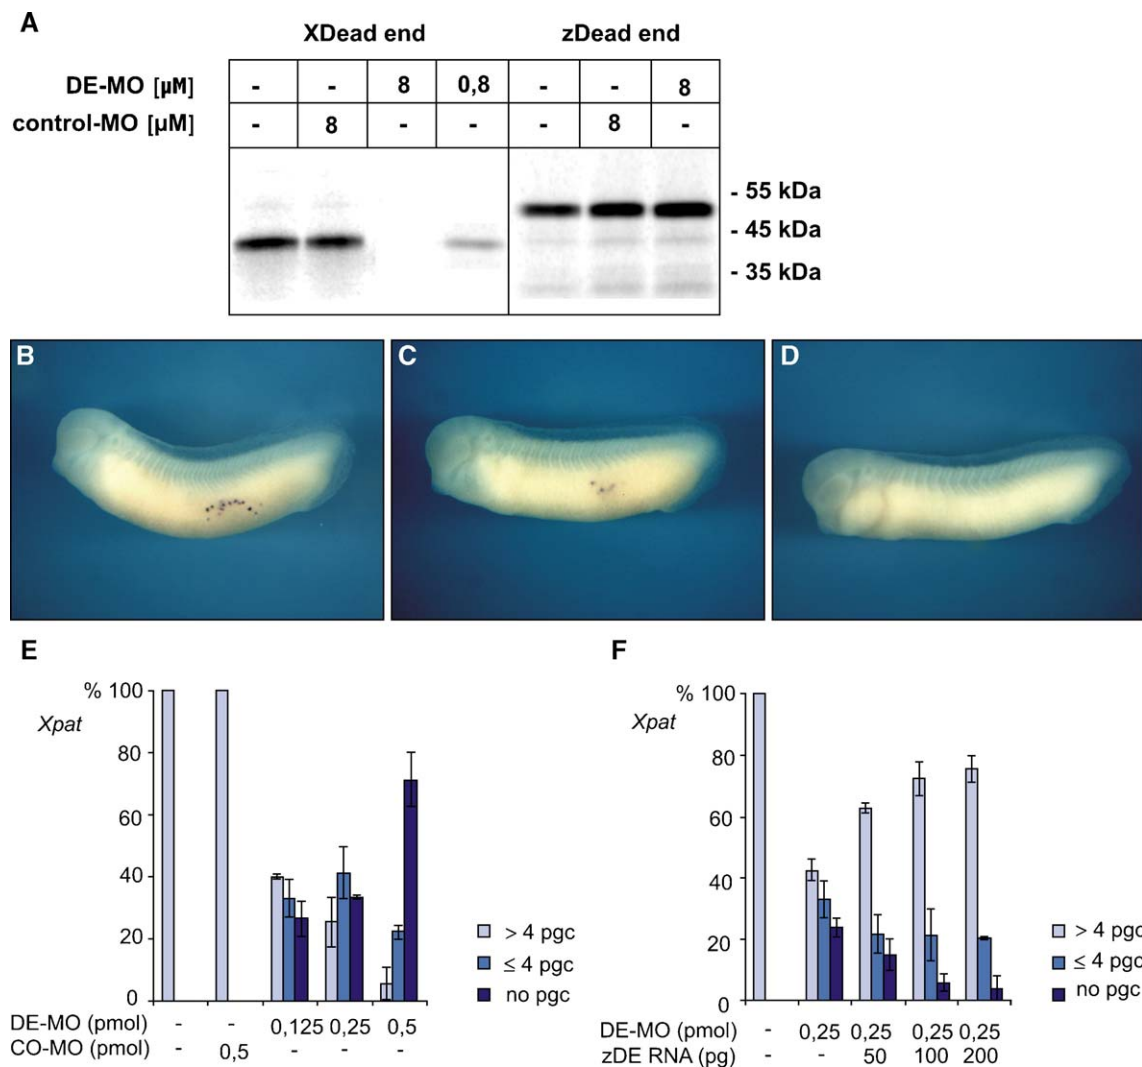 A
XDead end zDead end
DE-MO [µM] - - 8 0,8 - - 8
control-MO [µM] - 8 - - - 8 -
- 55 kDa
- 45 kDa
- 35 kDa
B C D
E F
% 100
Xpat
80
60
40
20
0
> 4 pgc
≤ 4 pgc
no pgc
DE-MO (pmol) - - 0,125 0,25 0,5
CO-MO (pmol) - 0,5 - - -
% 100
Xpat
80
60
40
20
0
> 4 pgc
≤ 4 pgc
no pgc
DE-MO (pmol) - 0,25 0,25 0,25 0,25
zDE RNA (pg) - - 50 100 200